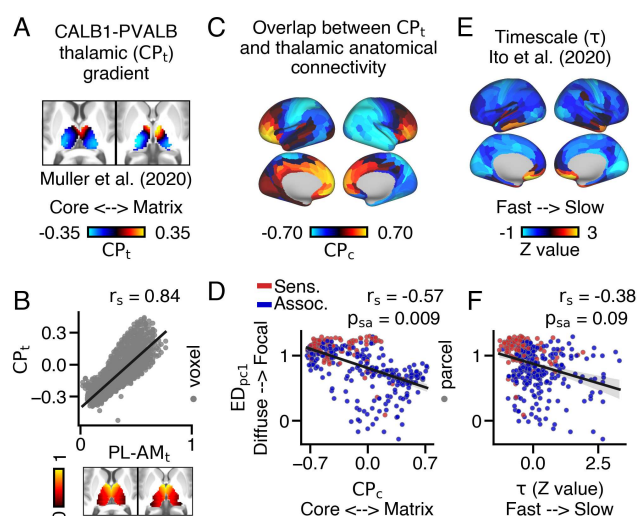 A
CALB1-PVALB
thalamic (CPt)
gradient
Muller et al. (2020)
Core <--> Matrix
-0.35 0.35
CPt
C
Overlap between CPt
and thalamic anatomical
connectivity
-0.70 0.70
CPc
E
Timescale (τ)
Ito et al. (2020)
Fast --> Slow
-1 3
Z value
B
rs = 0.84
CPt
0.4
0.0
−0.3
0 1
voxel
PL-AMt
1
D
Sens.
Assoc.
rs = -0.57
psa = 0.009
EDpc1
Diffuse --> Focal
1
0
−0.7 0.0 0.7
parcel
CPc
Core <--> Matrix
F
rs = -0.38
psa = 0.09
1
0
0.0 2.5
τ (Z value)
Fast --> Slow